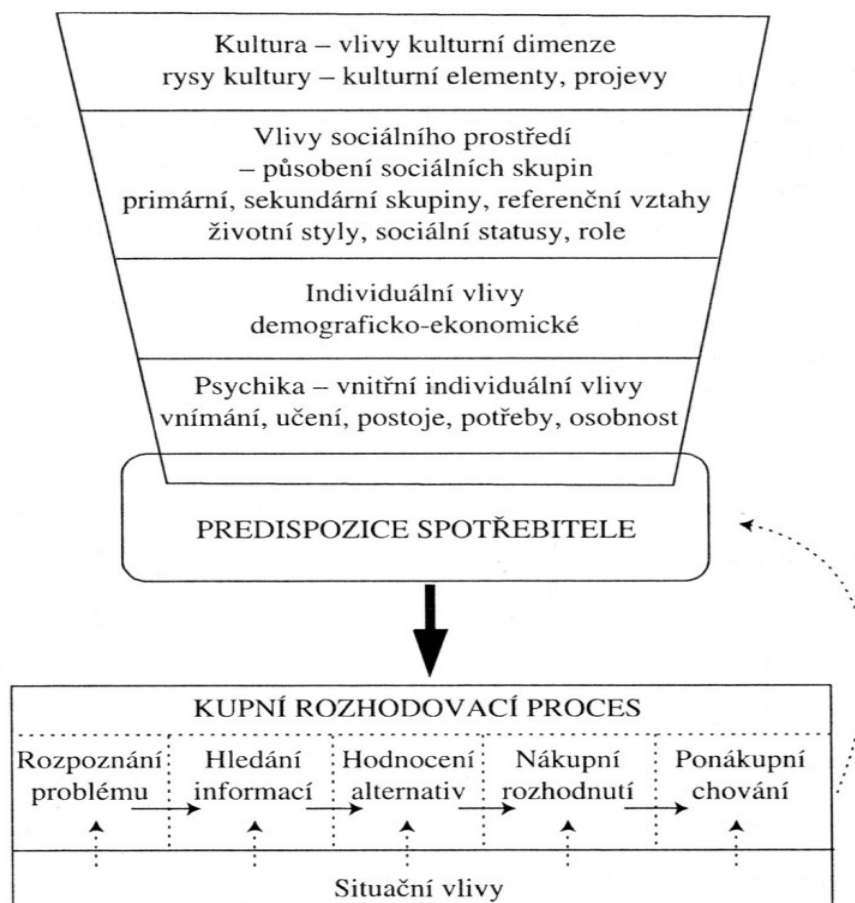 Kultura – vlivy kulturní dimenze
rysy kultury – kulturní elementy, projevy
Vlivy sociálního prostředí
– působení sociálních skupin
primární, sekundární skupiny, referenční vztahy
životní styly, sociální statusy, role
Individuální vlivy
demograficko-ekonomické
Psychika – vnitřní individuální vlivy
vnímání, učení, postoje, potřeby, osobnost
PREDISPOZICE SPOTŘEBITELE
KUPNÍ ROZHODOVACÍ PROCES
Rozpoznání
problému
Hledání
informací
Hodnocení
alternativ
Nákupní
rozhodnutí
Ponákupní
chování
Situační vlivy